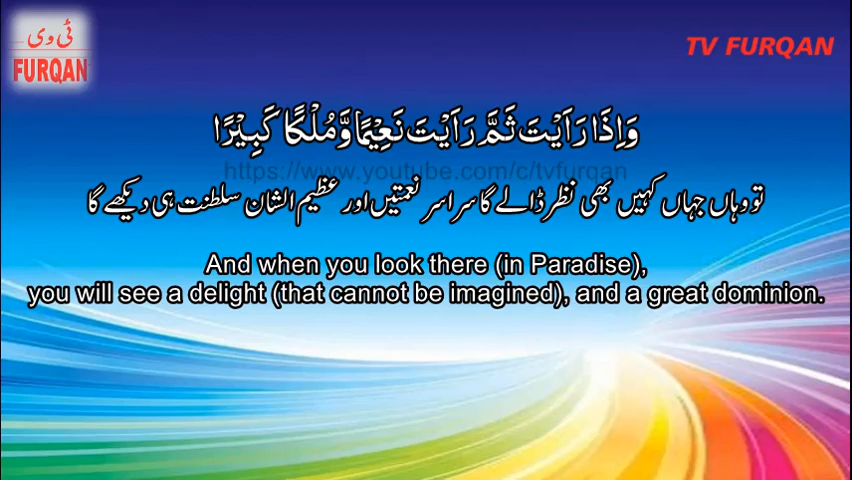 ٹی وی
FURQAN
TV FURQAN
وَاِذَا رَاَيْتَ ثَمَّ رَاَيْتَ نَعِيْمًا وَّمُلْكًا كَبِيْرًا
https://www.youtube.com/c/tvfurqan
تو وہاں جہاں کہیں بھی نظر ڈالے گا سراسر نعمتیں اور عظیم الشان سلطنت ہی دیکھے گا
And when you look there (in Paradise),
you will see a delight (that cannot be imagined), and a great dominion.